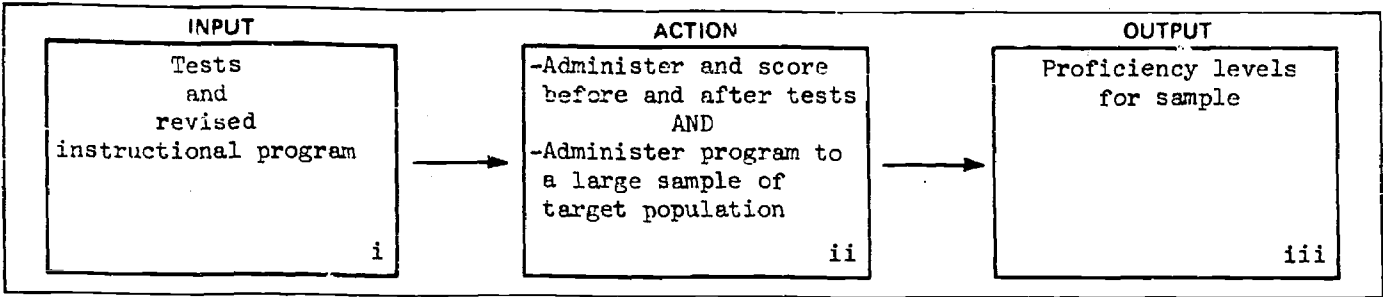 INPUT
Tests
and
revised
instructional program
i
ACTION
-Administer and score
before and after tests
AND
-Administer program to
a large sample of
target population
ii
OUTPUT
Proficiency levels
for sample
iii